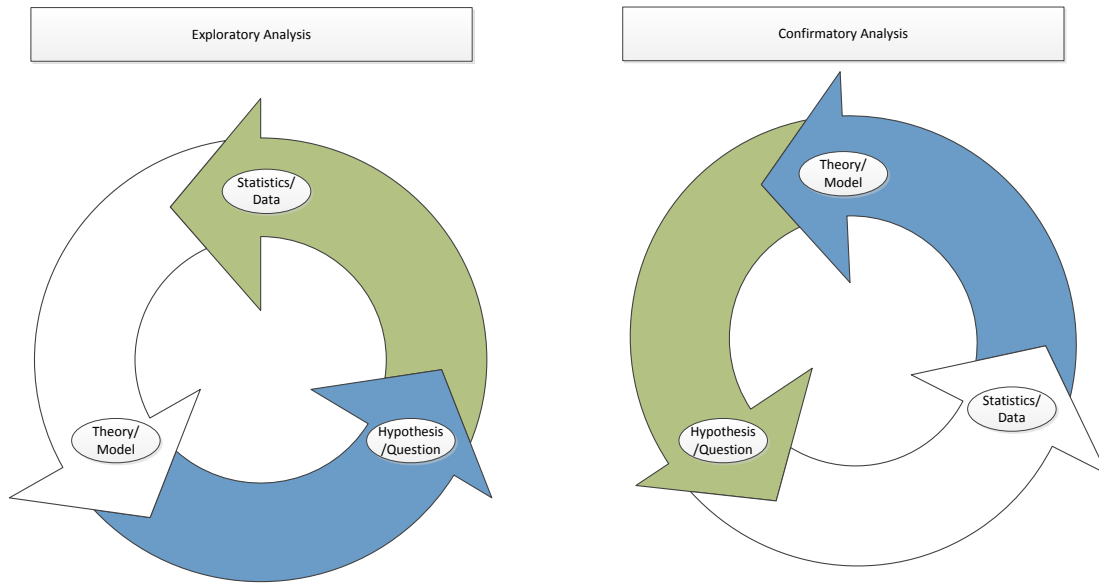 Exploratory Analysis
Confirmatory Analysis
Statistics/
Data
Theory/
Model
Hypothesis
/Question
Theory/
Model
Statistics/
Data
Hypothesis
/Question